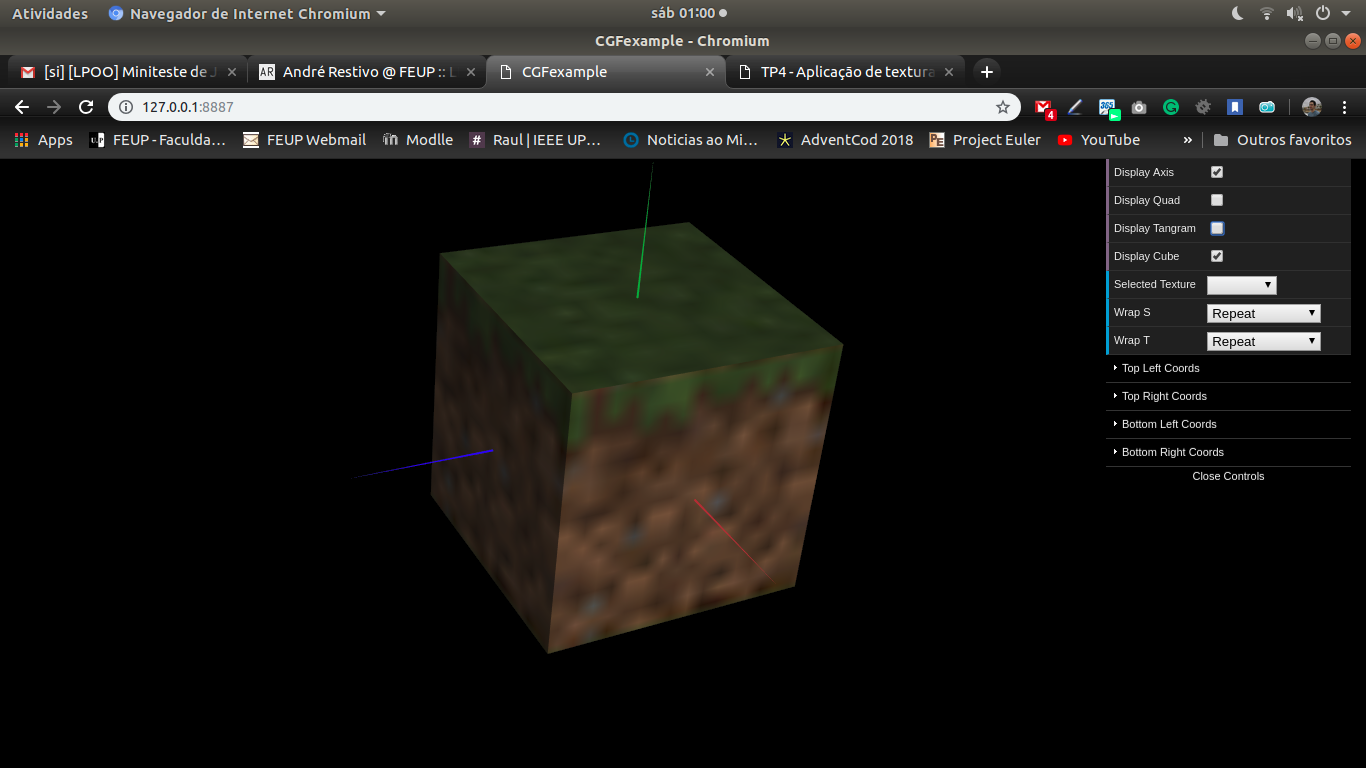 Atividades Navegador de Internet Chromium sáb 01:00
CGFexample - Chromium
[si] [LPOO] Miniteste de J André Restivo @ FEUP :: L CGFexample TP4 - Aplicação de textura
127.0.0.1:8887 4 365
Apps FEUP - Faculda... FEUP Webmail Modlle Raul | IEEE UP... Noticias ao Mi... AdventCod 2018 Project Euler YouTube » Outros favoritos
Display Axis
Display Quad
Display Tangram
Display Cube
Selected Texture
Wrap S Repeat
Wrap T Repeat
Top Left Coords
Top Right Coords
Bottom Left Coords
Bottom Right Coords
Close Controls